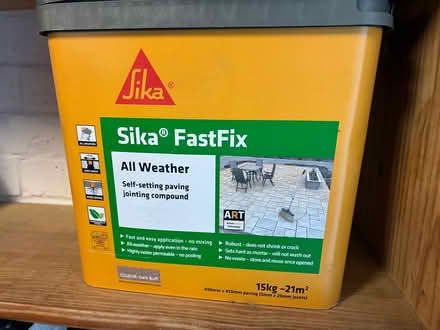 Sika®
Sika® FastFix
All Weather
Self-setting paving
jointing compound
ART
Fast and easy application - no mixing
All-weather - apply even in the rain
Highly water permeable - no pooling
Robust - does not shrink or crack
Sets hard as mortar - will not wash out
No waste - store and reuse once opened
15kg ~21m²